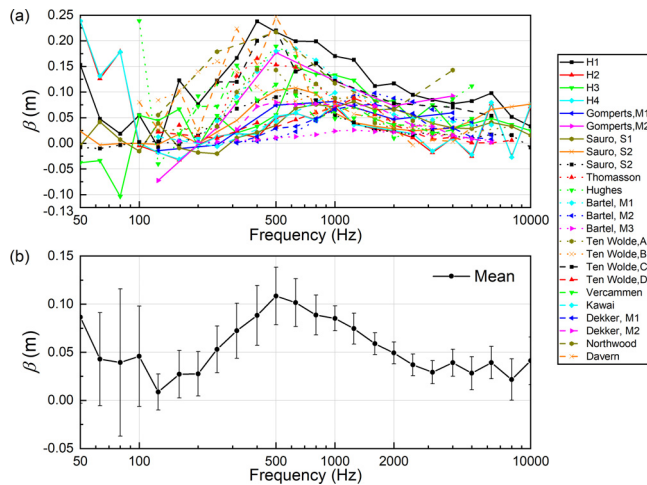 (a)
0.25
0.20
0.15
0.10
0.05
0.00
-0.05
-0.10
-0.13
β (m)
50
100
500
1000
2000
10000
Frequency (Hz)
(b)
Mean
0.15
0.10
0.05
0.00
-0.05
β (m)
50
100
500
1000
2000
10000
Frequency (Hz)
H1
H2
H3
H4
Gomperts,M1
Gomperts,M2
Sauro, S1
Sauro, S2
Sauro, S2
Thomasson
Hughes
Bartel, M1
Bartel, M2
Bartel, M3
Ten Wolde,A
Ten Wolde,B
Ten Wolde,C
Ten Wolde,D
Vercammen
Kawai
Dekker, M1
Dekker, M2
Northwood
Davern